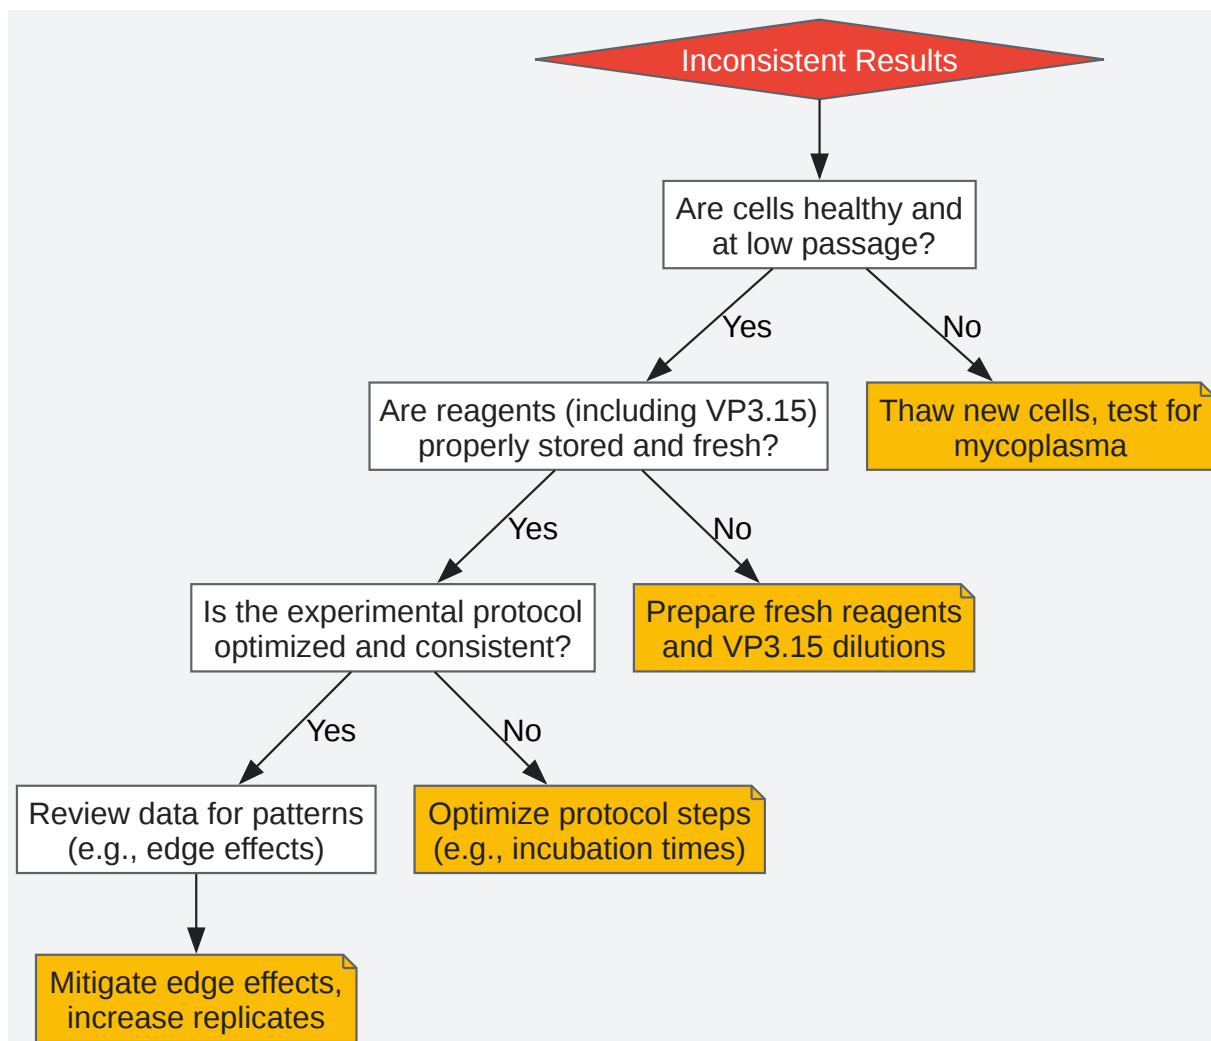 Inconsistent Results
Are cells healthy and
at low passage?
Yes
No
Are reagents (including VP3.15)
properly stored and fresh?
Thaw new cells, test for
mycoplasma
Yes
No
Is the experimental protocol
optimized and consistent?
Prepare fresh reagents
and VP3.15 dilutions
Yes
No
Review data for patterns
(e.g., edge effects)
Optimize protocol steps
(e.g., incubation times)
Mitigate edge effects,
increase replicates